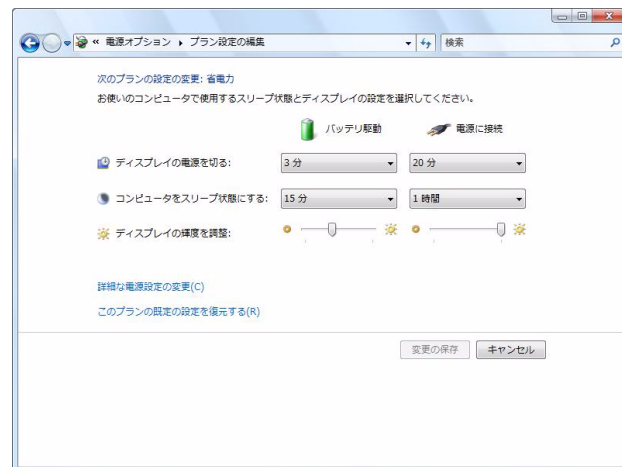 « 電源オプション ▸ プラン設定の編集
検索
次のプランの設定の変更: 省電力
お使いのコンピュータで使用するスリープ状態とディスプレイの設定を選択してください。
バッテリ駆動 電源に接続
ディスプレイの電源を切る: 3 分 20 分
コンピュータをスリープ状態にする: 15 分 1 時間
ディスプレイの輝度を調整:
詳細な電源設定の変更(C)
このプランの既定の設定を復元する(R)
変更の保存 キャンセル